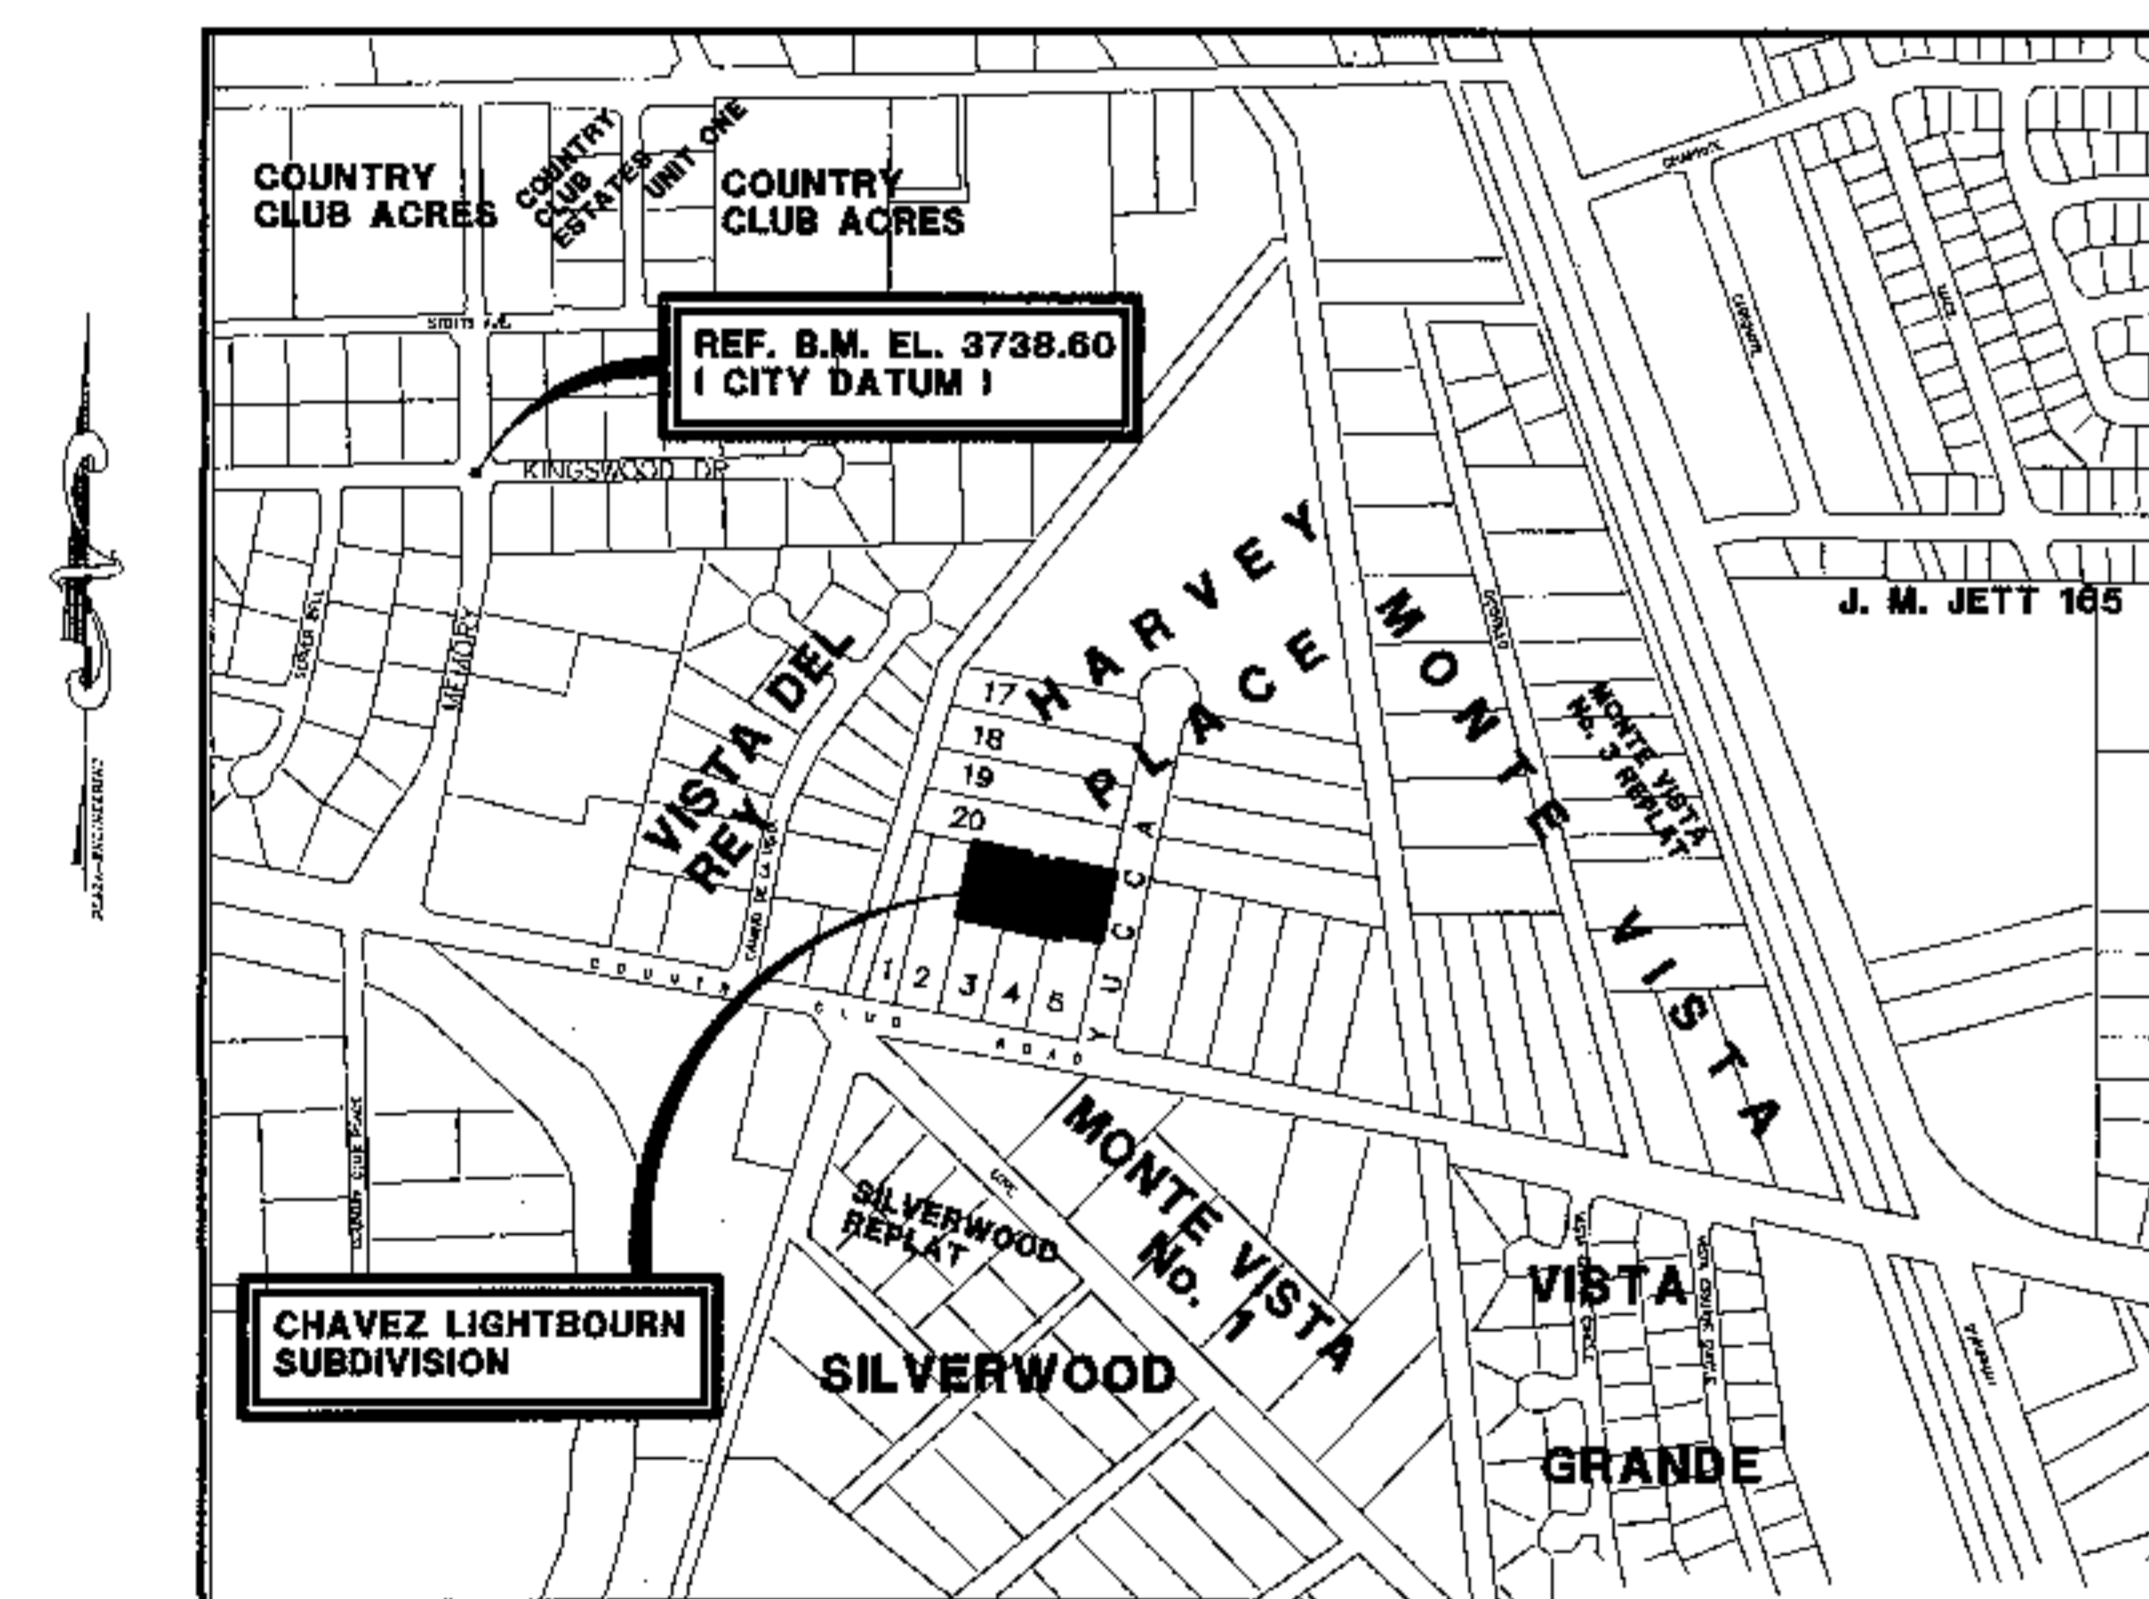 COUNTRY
CLUB ACRES
COUNTRY
CLUB
ESTATES
UNIT ONE
COUNTRY
CLUB ACRES
REF. B.M. EL. 3738.60
( CITY DATUM )
KINGSWOOD DR
MEMORY
SILVER BELL
VISTA DEL
REY
HARVEY
PLACE
17
18
19
20
1
2
3
4
5
YUCCA
CLUB
ROAD
MONTE VISTA
MONTE VISTA
No. 3 REPLAT
J. M. JETT 165
MONTE VISTA
No. 1
SILVERWOOD
REPLAT
SILVERWOOD
VISTA
GRANDE
CHAVEZ LIGHTBOURN
SUBDIVISION